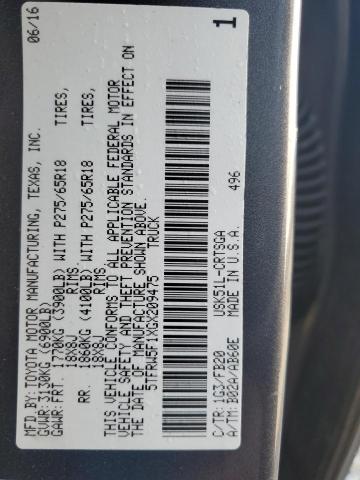 MFD.BY: TOYOTA MOTOR MANUFACTURING, TEXAS, INC. 06/16
GVWR: 3130KG (6900LB)
GAWR: FRT. 1770KG (3900LB) WITH P275/65R18 TIRES,
18X8J RIMS
RR. 1860KG (4100LB) WITH P275/65R18 TIRES,
18X8J RIMS
THIS VEHICLE CONFORMS TO ALL APPLICABLE FEDERAL MOTOR
VEHICLE SAFETY AND THEFT PREVENTION STANDARDS IN EFFECT ON
THE DATE OF MANUFACTURE SHOWN ABOVE.
5TFRW5F1XGX209475 TRUCK
C/TR: 1G3/FB20 USK51L-CRTSGA
A/TM: B02A/AB60E MADE IN U.S.A.
496 1